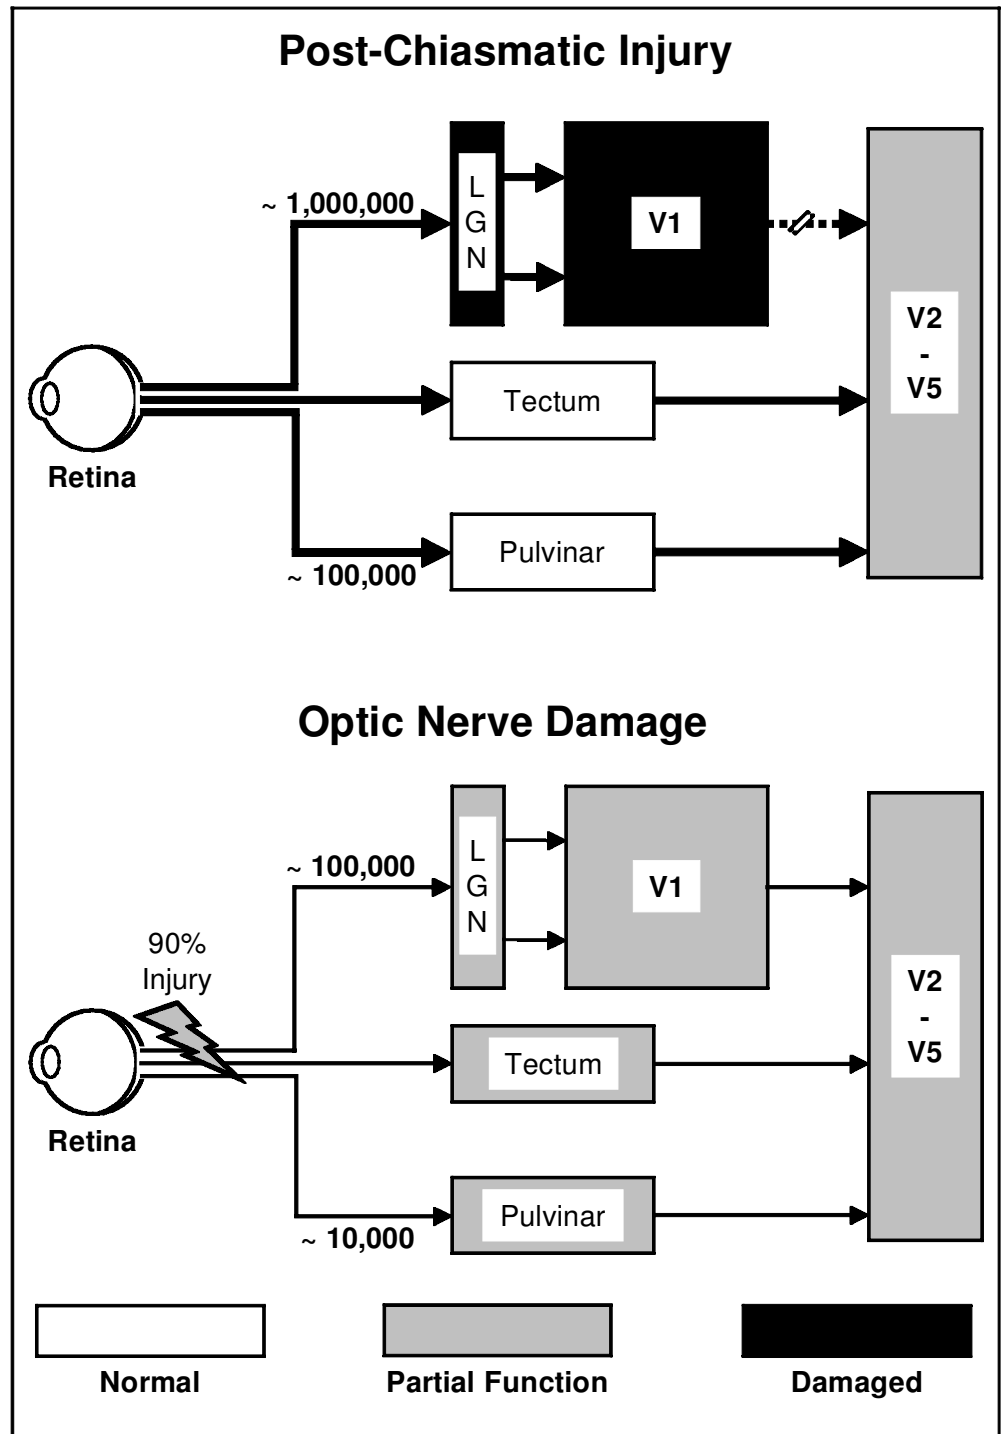 Post-Chiasmatic Injury
~ 1,000,000
L
G
N
V1
V2
-
V5
Tectum
Retina
Pulvinar
~ 100,000
Optic Nerve Damage
~ 100,000
L
G
N
V1
90%
Injury
V2
-
V5
Tectum
Retina
Pulvinar
~ 10,000
Normal
Partial Function
Damaged